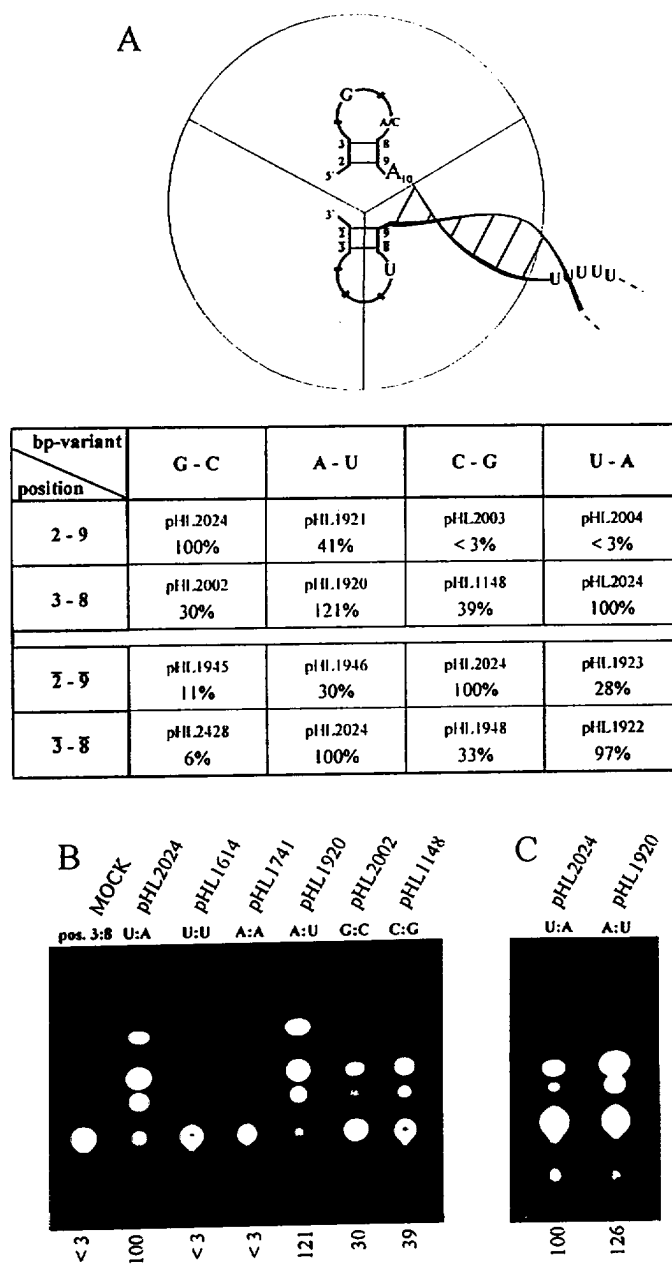 A
G
A/C
3 8
2 9
5' A10
3'
2 9
3 8
U
U U U U U
bp-variant
position
G - C A - U C - G U - A
2 - 9 pHL2024 100% pHL1921 41% pHL2003 < 3% pHL2004 < 3%
3 - 8 pHL2002 30% pHL1920 121% pHL1148 39% pHL2024 100%
2̅ - 9̅ pHL1945 11% pHL1946 30% pHL2024 100% pHL1923 28%
3̅ - 8̅ pHL2428 6% pHL2024 100% pHL1948 33% pHL1922 97%
B
MOCK pHL2024 pHL1614 pHL1741 pHL1920 pHL2002 pHL1148
pos. 3:8 U:A U:U A:A A:U G:C C:G
< 3 100 < 3 < 3 121 30 39
C
pHL2024 pHL1920
U:A A:U
100 126